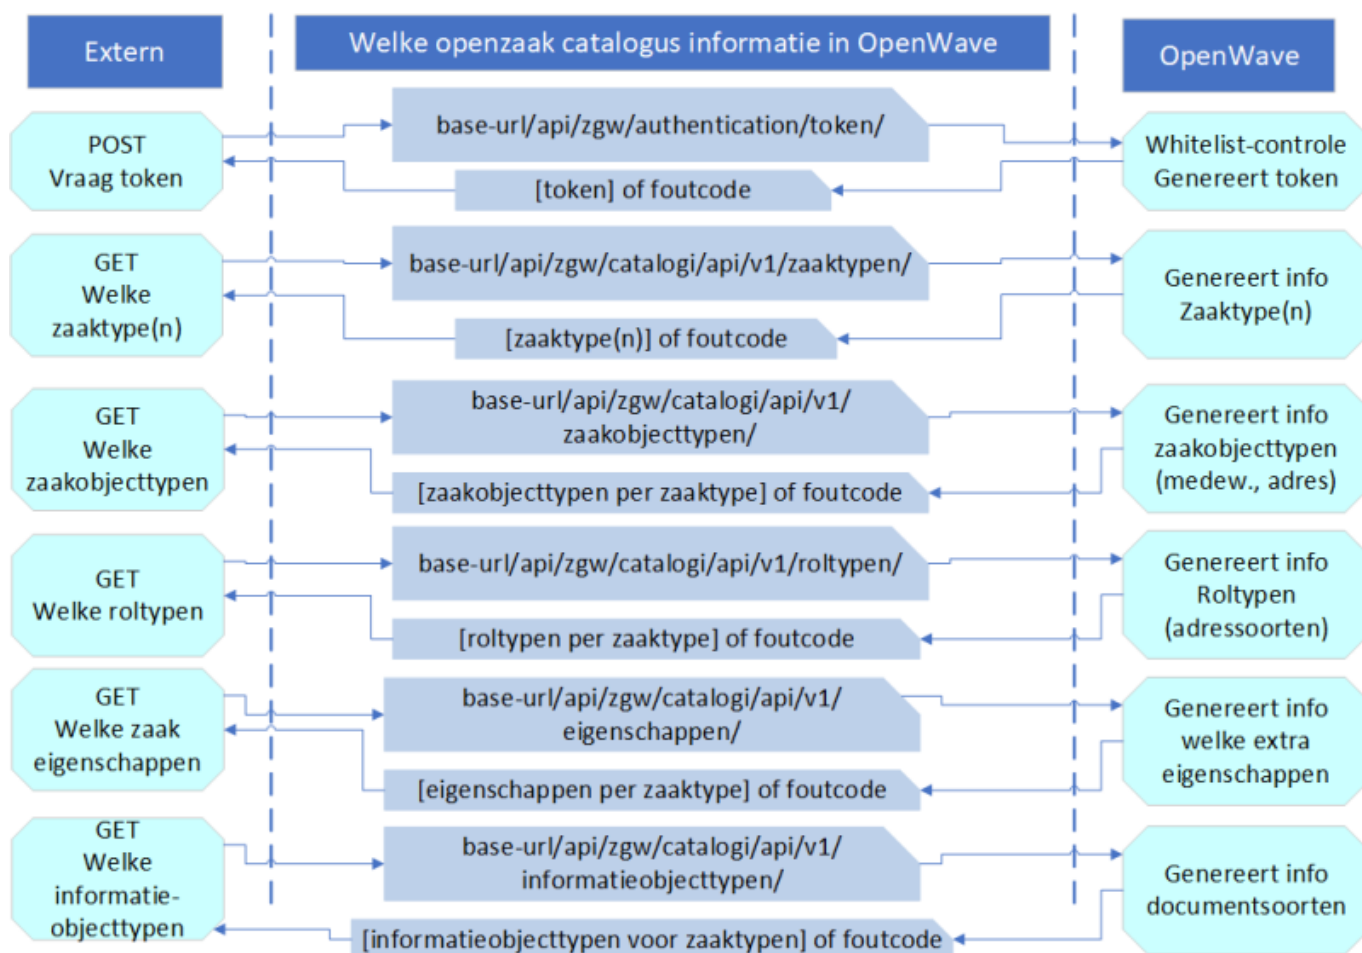 Extern
Welke openzaak catalogus informatie in OpenWave
OpenWave
POST
Vraag token
base-url/api/zgw/authentication/token/
[token] of foutcode
Whitelist-controle
Genereert token
GET
Welke
zaaktype(n)
base-url/api/zgw/catalogi/api/v1/zaaktypen/
[zaaktype(n)] of foutcode
Genereert info
Zaaktype(n)
GET
Welke
zaakobjecttypen
base-url/api/zgw/catalogi/api/v1/
zaakobjecttypen/
[zaakobjecttypen per zaaktype] of foutcode
Genereert info
zaakobjecttypen
(medew., adres)
GET
Welke roltypen
base-url/api/zgw/catalogi/api/v1/roltypen/
[roltypen per zaaktype] of foutcode
Genereert info
Roltypen
(adressoorten)
GET
Welke zaak
eigenschappen
base-url/api/zgw/catalogi/api/v1/
eigenschappen/
[eigenschappen per zaaktype] of foutcode
Genereert info
welke extra
eigenschappen
GET
Welke
informatie-
objecttypen
base-url/api/zgw/catalogi/api/v1/
informatieobjecttypen/
[informatieobjecttypen voor zaaktypen] of foutcode
Genereert info
documentsoorten